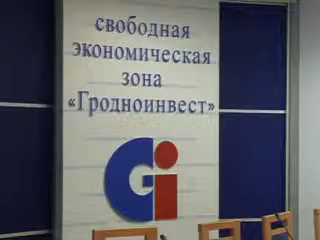 свободная
экономическая
зона
«Гродноинвест»
Gi